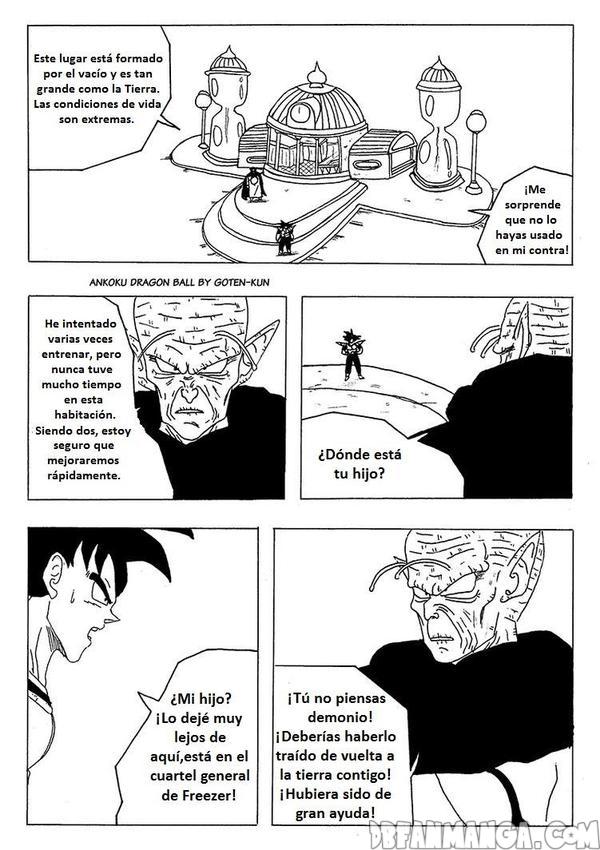 Este lugar está formado
por el vacío y es tan
grande como la Tierra.
Las condiciones de vida
son extremas.
¡Me
sorprende
que no lo
hayas usado
en mi contra!
ANKOKU DRAGON BALL BY GOTEN-KUN
He intentado
varias veces
entrenar, pero
nunca tuve
mucho tiempo
en esta
habitación.
Siendo dos, estoy
seguro que
mejoraremos
rápidamente.
¿Dónde está
tu hijo?
¿Mi hijo?
¡Lo dejé muy
lejos de
aquí,está en el
cuartel general
de Freezer!
¡Tú no piensas
demonio!
¡Deberías haberlo
traído de vuelta a
la tierra contigo!
¡Hubiera sido de
gran ayuda!
DBFANMANGA.COM